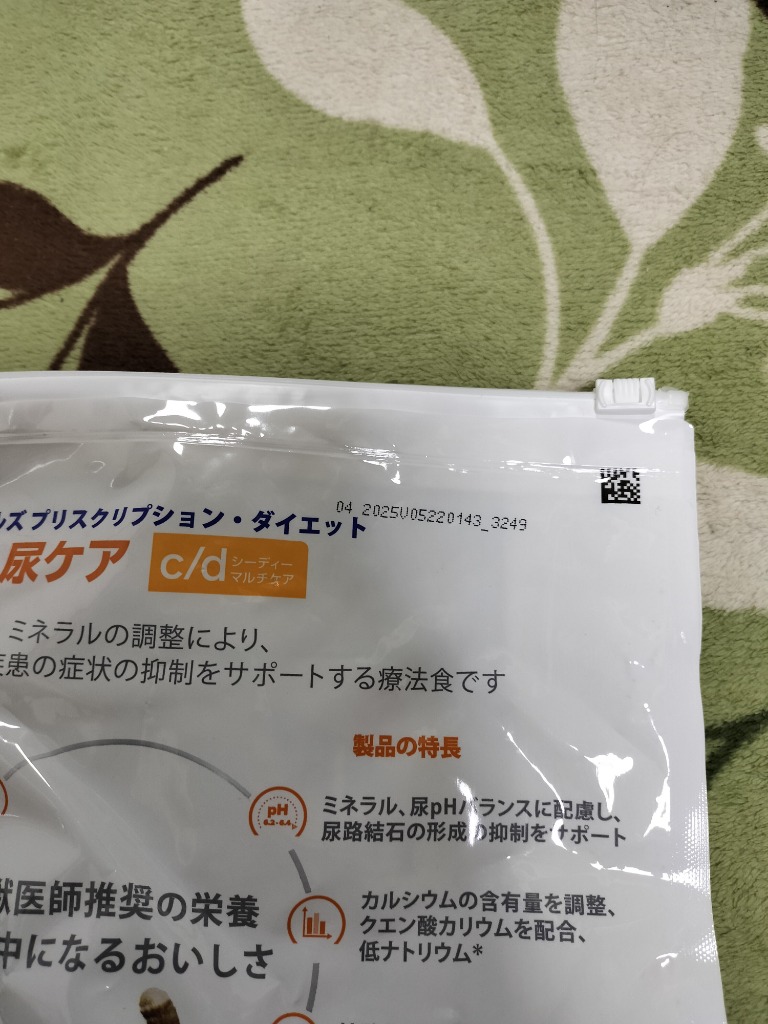 ルズ プリスクリプション・ダイエット
04 2025V05220143_3249
尿ケア
c/d シーディー
マルチケア
ミネラルの調整により、
患の症状の抑制をサポートする療法食です
製品の特長
pH
6.2-6.4
ミネラル、尿pHバランスに配慮し、
尿路結石の形成の抑制をサポート
獣医師推奨の栄養
中になるおいしさ
カルシウムの含有量を調整、
クエン酸カリウムを配合、
低ナトリウム*